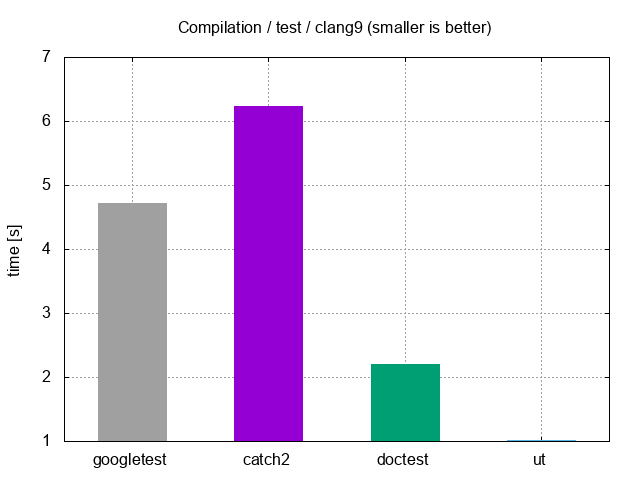 Compilation / test / clang9 (smaller is better)
7
6
5
4
3
2
1
time [s]
googletest catch2 doctest ut